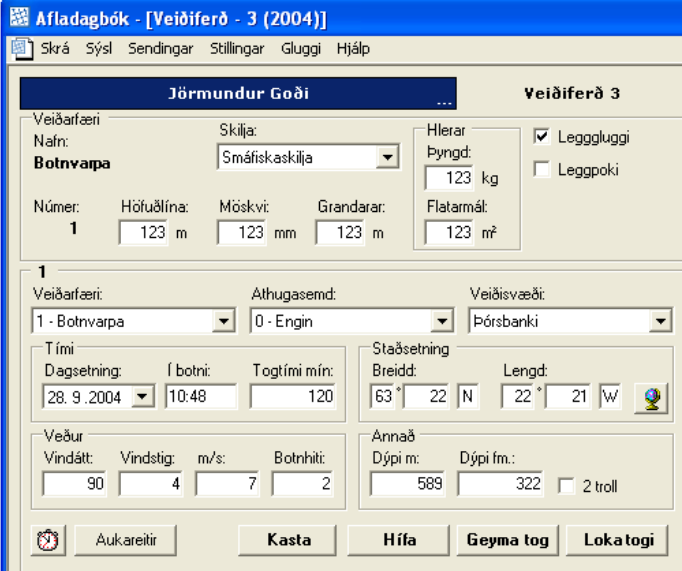 Afladagbók - [Veiðiferð - 3 (2004)]
Skrá Sýsl Sendingar Stillingar Gluggi Hjálp
Jörmundur Goði ... Veiðiferð 3
Veiðarfæri
Nafn: Skilja: Hlerar Legggluggi
Botnvarpa Smáfiskaskilja Þyngd: Leggpoki
123 kg
Númer: Höfuðlína: Möskvi: Grandarar: Flatarmál:
1 123 m 123 mm 123 m 123 m²
1
Veiðarfæri: Athugasemd: Veiðisvæði:
1 - Botnvarpa 0 - Engin Þórsbanki
Tími Staðsetning
Dagsetning: Í botni: Togtími mín: Breidd: Lengd:
28. 9 .2004 10:48 120 63 ° 22 N 22 ° 21 W
Veður Annað
Vindátt: Vindstig: m/s: Botnhiti: Dýpi m: Dýpi fm.:
90 4 7 2 589 322 2 troll
Aukareitir Kasta Hífa Geyma tog Loka togi